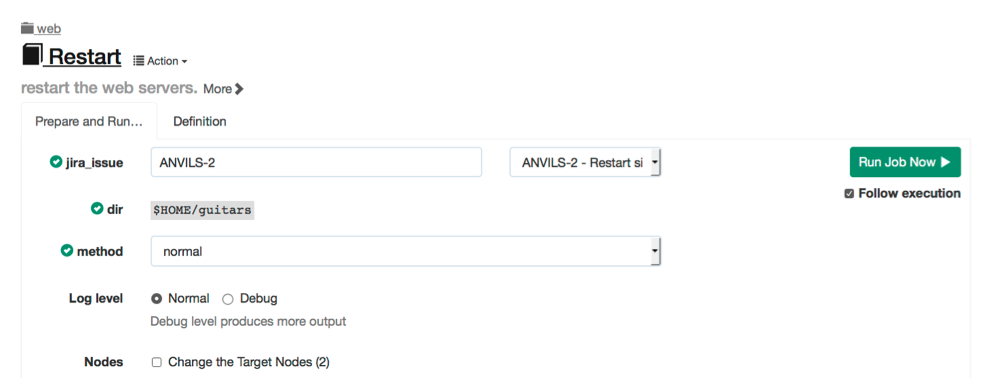 web
Restart Action
restart the web servers. More
Prepare and Run... Definition
jira_issue ANVILS-2 ANVILS-2 - Restart si Run Job Now
Follow execution
dir $HOME/guitars
method normal
Log level Normal Debug
Debug level produces more output
Nodes Change the Target Nodes (2)